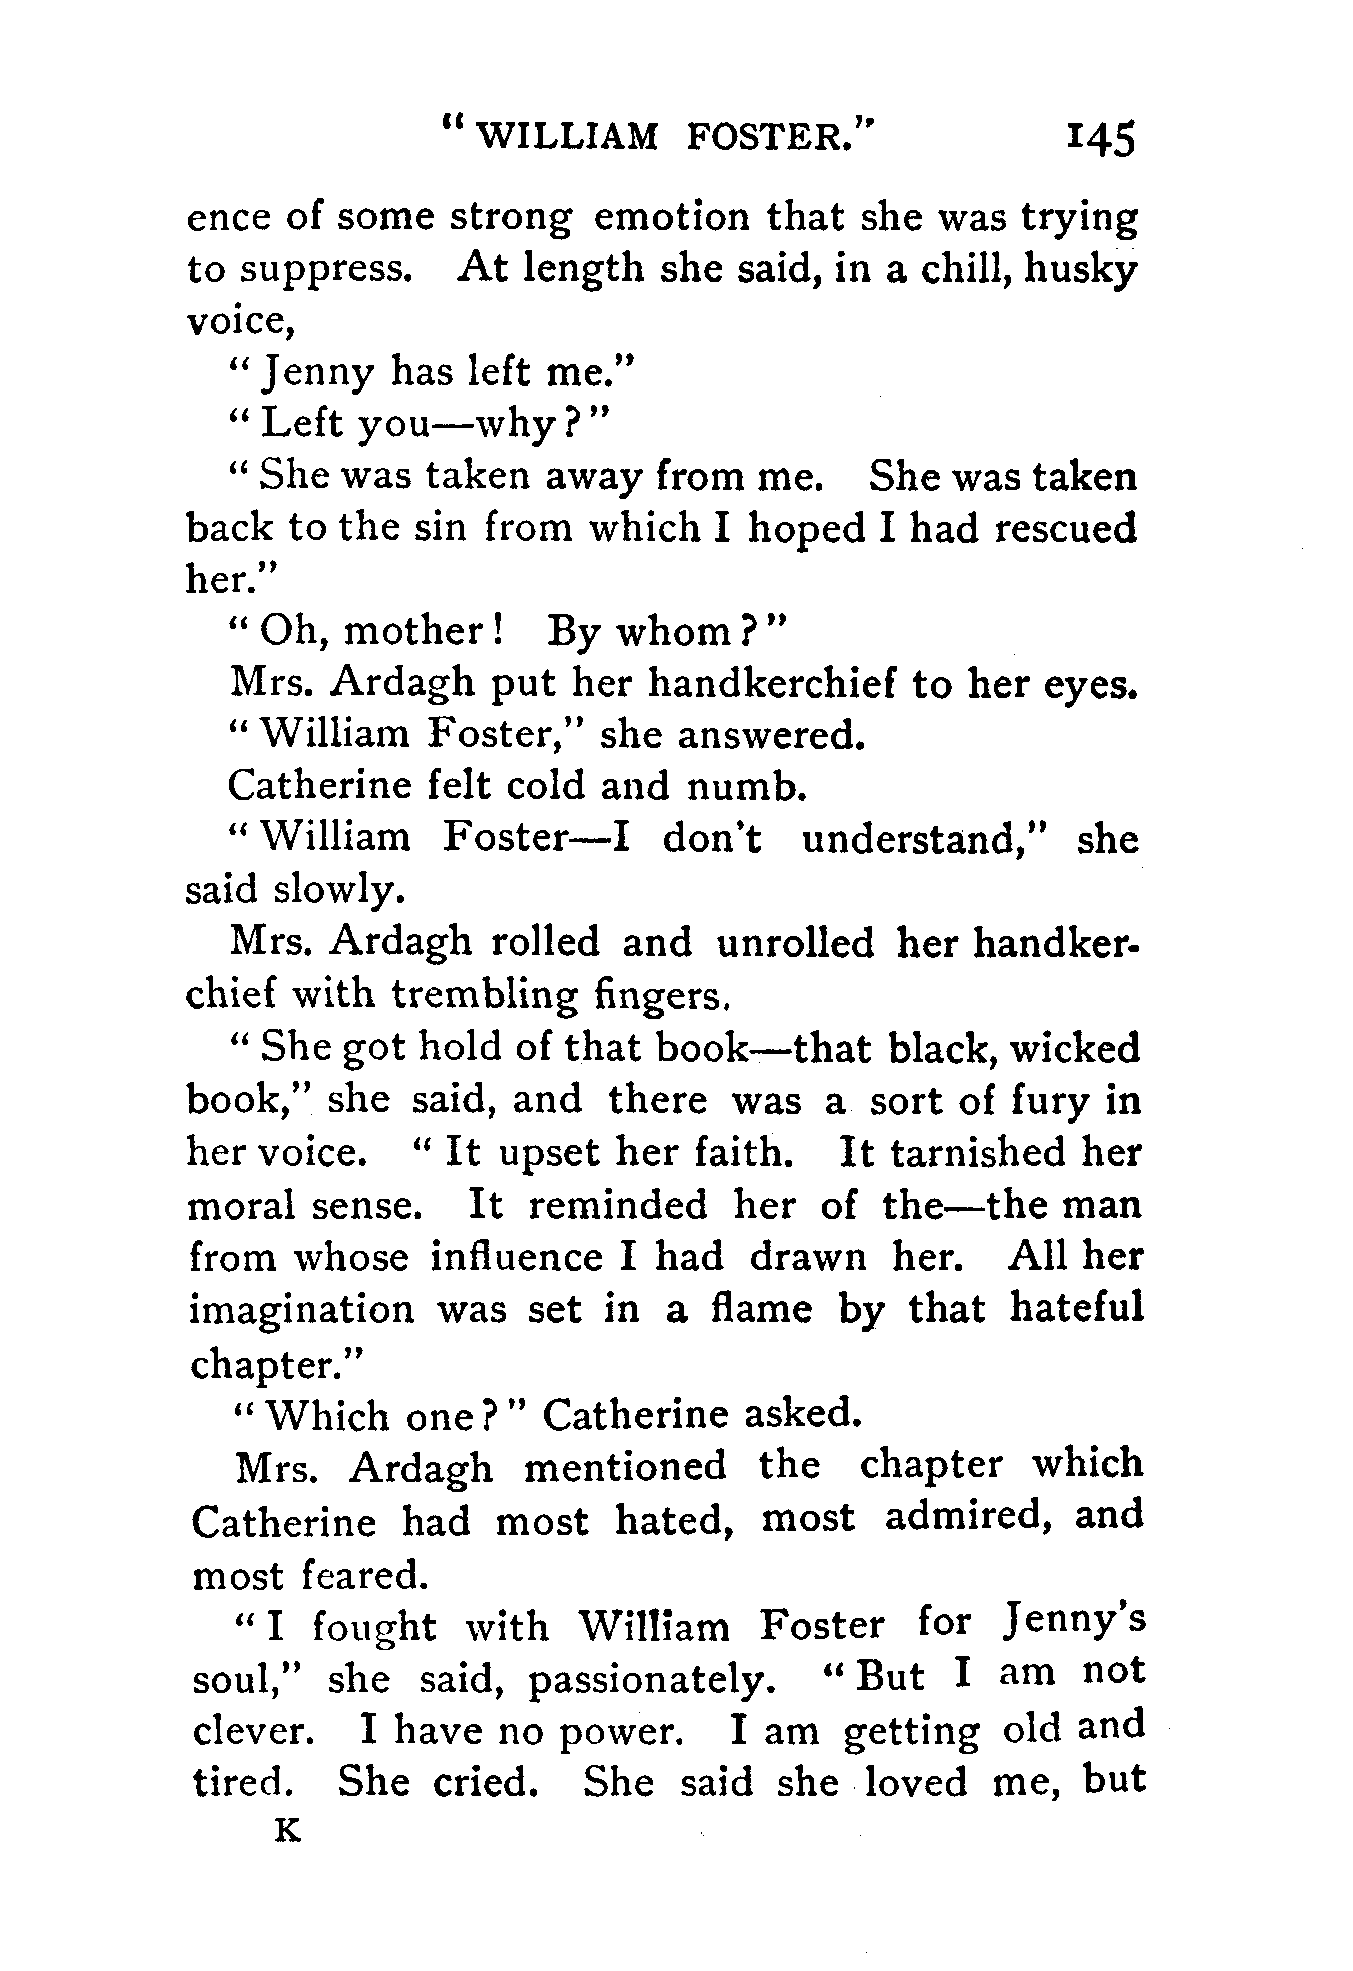 “ WILLIAM FOSTER.” 145
ence of some strong emotion that she was trying
to suppress. At length she said, in a chill, husky
voice,
“ Jenny has left me.”
“ Left you—why ? ”
“ She was taken away from me. She was taken
back to the sin from which I hoped I had rescued
her.”
“ Oh, mother ! By whom ? ”
Mrs. Ardagh put her handkerchief to her eyes.
“ William Foster,” she answered.
Catherine felt cold and numb.
“ William Foster—I don’t understand,” she
said slowly.
Mrs. Ardagh rolled and unrolled her handker-
chief with trembling fingers.
“ She got hold of that book—that black, wicked
book,” she said, and there was a sort of fury in
her voice. “ It upset her faith. It tarnished her
moral sense. It reminded her of the—the man
from whose influence I had drawn her. All her
imagination was set in a flame by that hateful
chapter.”
“ Which one ? ” Catherine asked.
Mrs. Ardagh mentioned the chapter which
Catherine had most hated, most admired, and
most feared.
“ I fought with William Foster for Jenny’s
soul,” she said, passionately. “ But I am not
clever. I have no power. I am getting old and
tired. She cried. She said she loved me, but
K